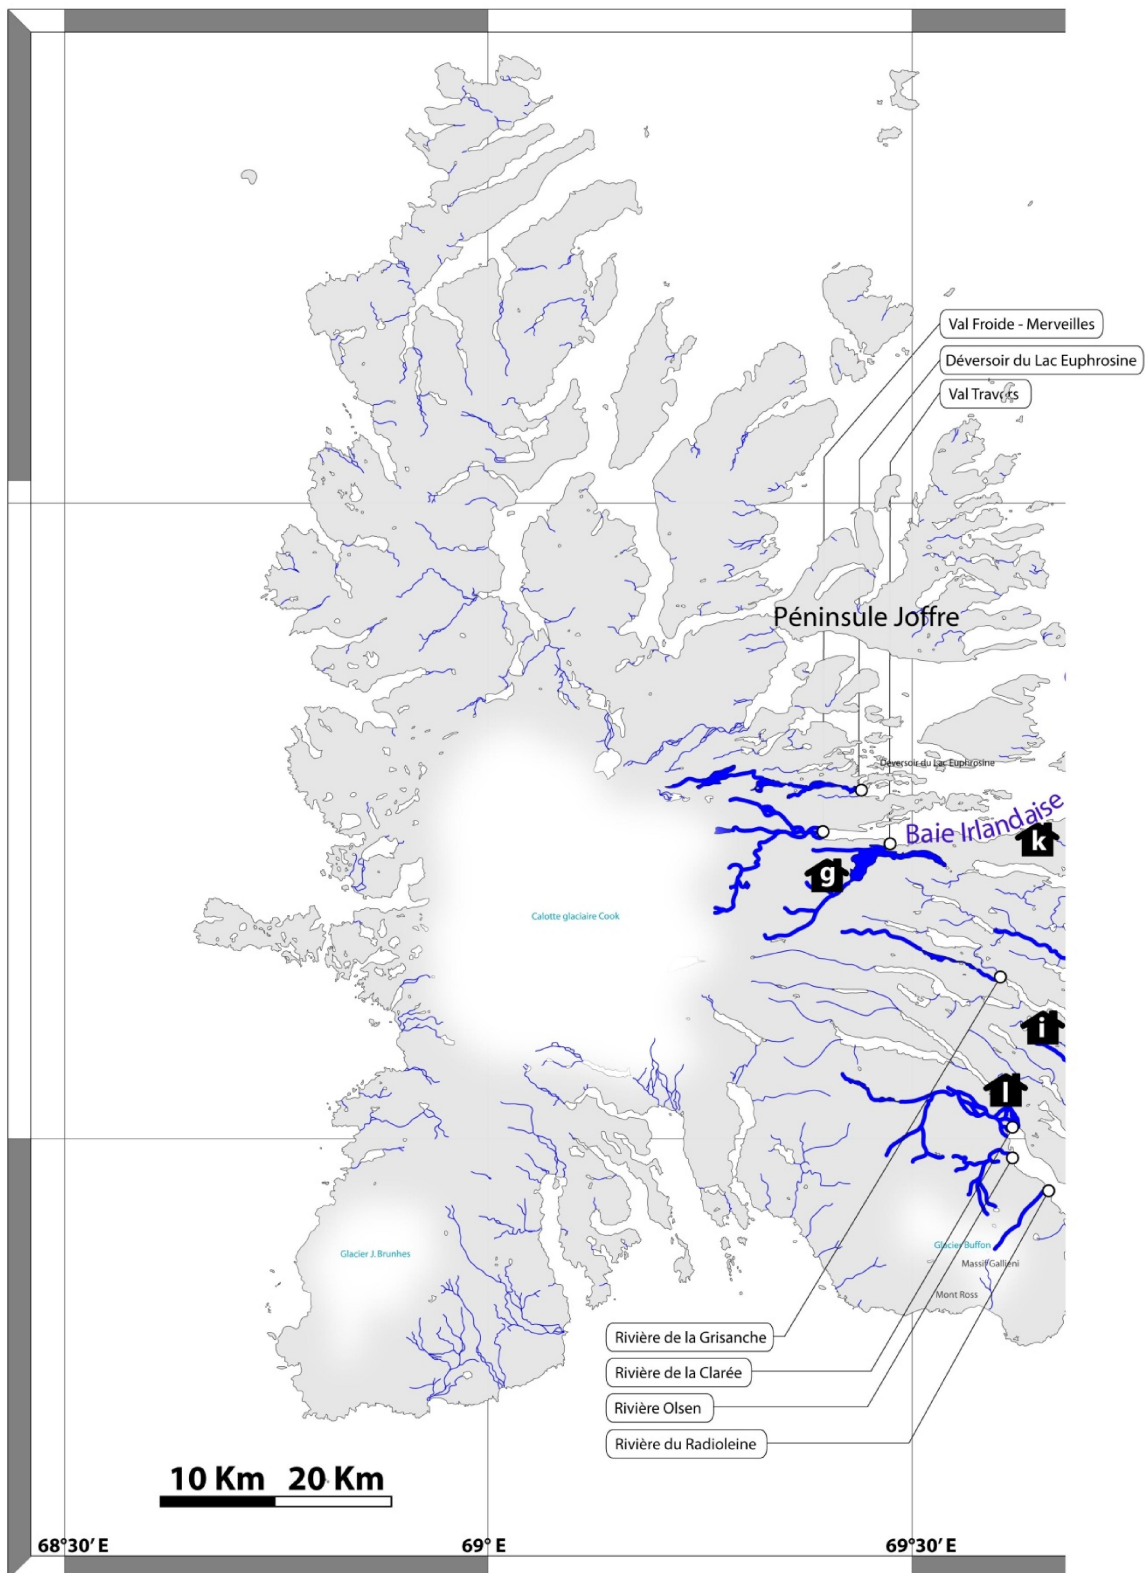 Val Froide - Merveilles
Déversoir du Lac Euphrosine
Val Travers
Péninsule Joffre
Déversoir du Lac Euphrosine
Baie Irlandaise
k
g
Calotte glaciaire Cook
i
l
Glacier J. Brunhes
Glacier Buffon
Massif Gallieni
Mont Ross
Rivière de la Grisanche
Rivière de la Clarée
Rivière Olsen
Rivière du Radioleine
10 Km 20 Km
68°30' E 69° E 69°30' E